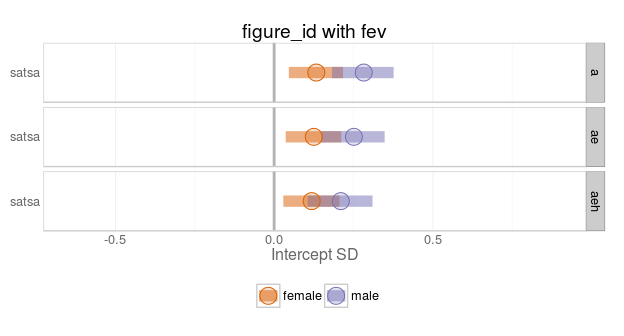 figure_id with fev
satsa
a
satsa
ae
satsa
aeh
-0.5 0.0 0.5
Intercept SD
female male